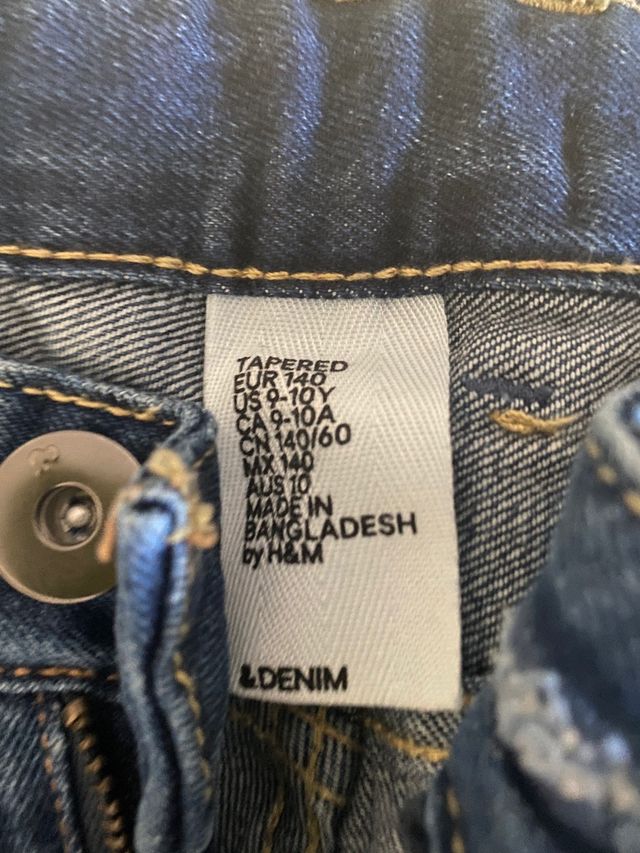 TAPERED
EUR 140
US 9-10Y
CA 9-10A
CN 140/60
MX 140
AUS 10
MADE IN
BANGLADESH
by H&M
&DENIM